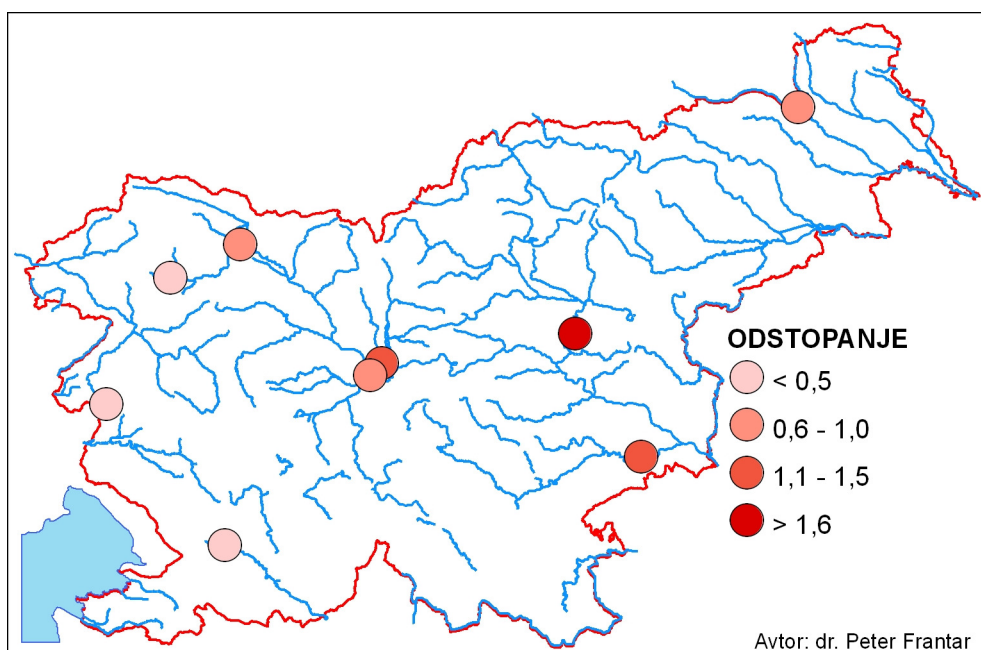 ODSTOPANJE
< 0,5
0,6 - 1,0
1,1 - 1,5
> 1,6
Avtor: dr. Peter Frantar